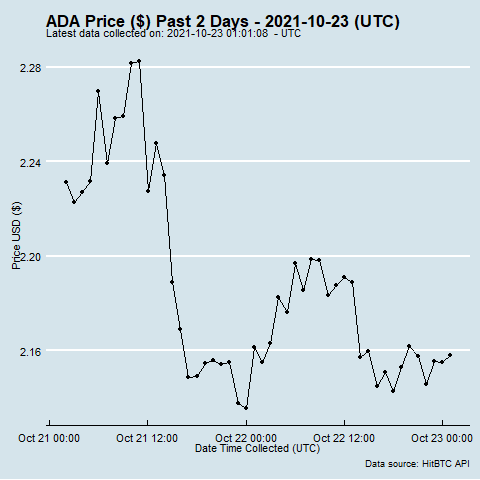 ADA Price ($) Past 2 Days - 2021-10-23 (UTC)
Latest data collected on: 2021-10-23 01:01:08 - UTC
2.28
2.24
2.20
2.16
Price USD ($)
Oct 21 00:00 Oct 21 12:00 Oct 22 00:00 Oct 22 12:00 Oct 23 00:00
Date Time Collected (UTC)
Data source: HitBTC API